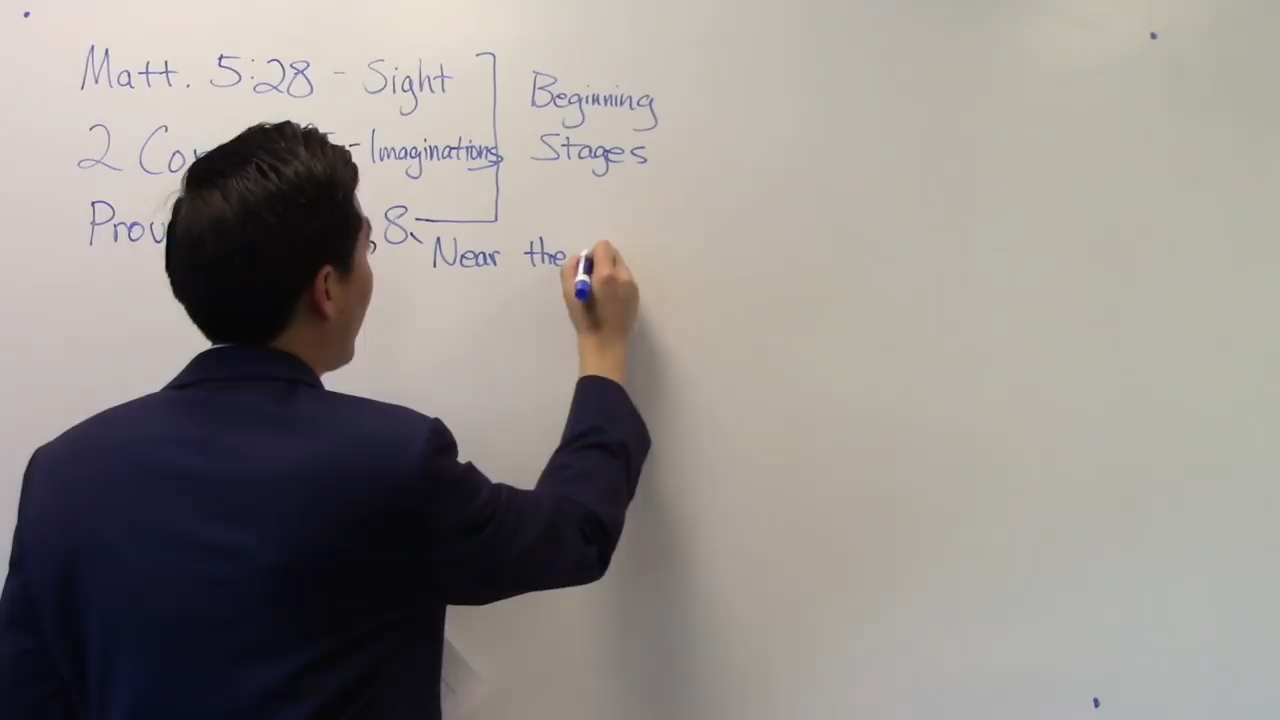 Matt. 5:28 - Sight
2 Cor - Imaginations
Prov , 8
Beginning
Stages
Near the